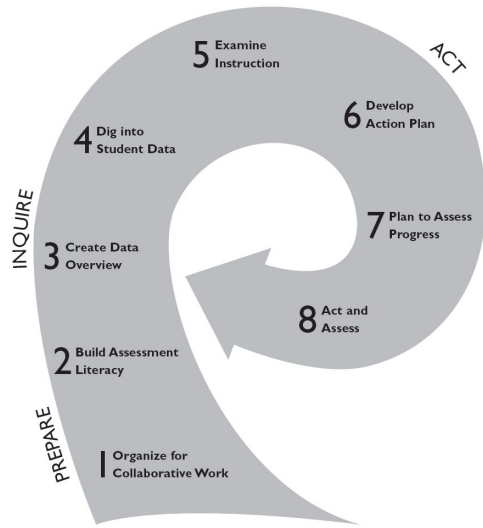 ACT
5 Examine
Instruction
6 Develop
Action Plan
4 Dig into
Student Data
7 Plan to Assess
Progress
INQUIRE
3 Create Data
Overview
8 Act and
Assess
2 Build Assessment
Literacy
PREPARE
1 Organize for
Collaborative Work